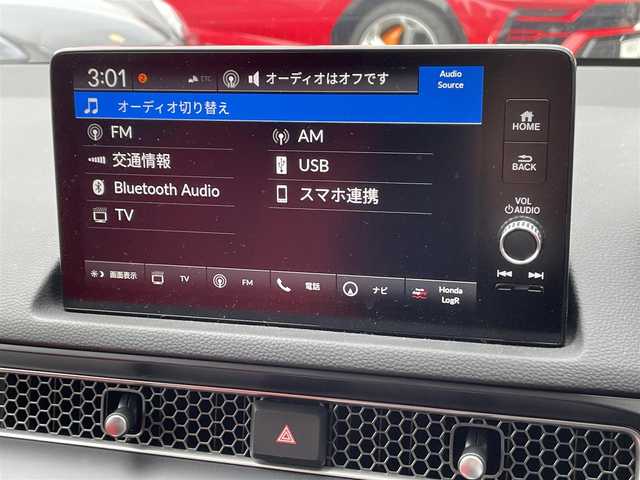 3:01 2 ETC オーディオはオフです Audio Source
オーディオ切り替え
FM AM
交通情報 USB
Bluetooth Audio スマホ連携
TV
画面表示 TV FM 電話 ナビ Honda LogR
HOME
BACK
VOL
AUDIO